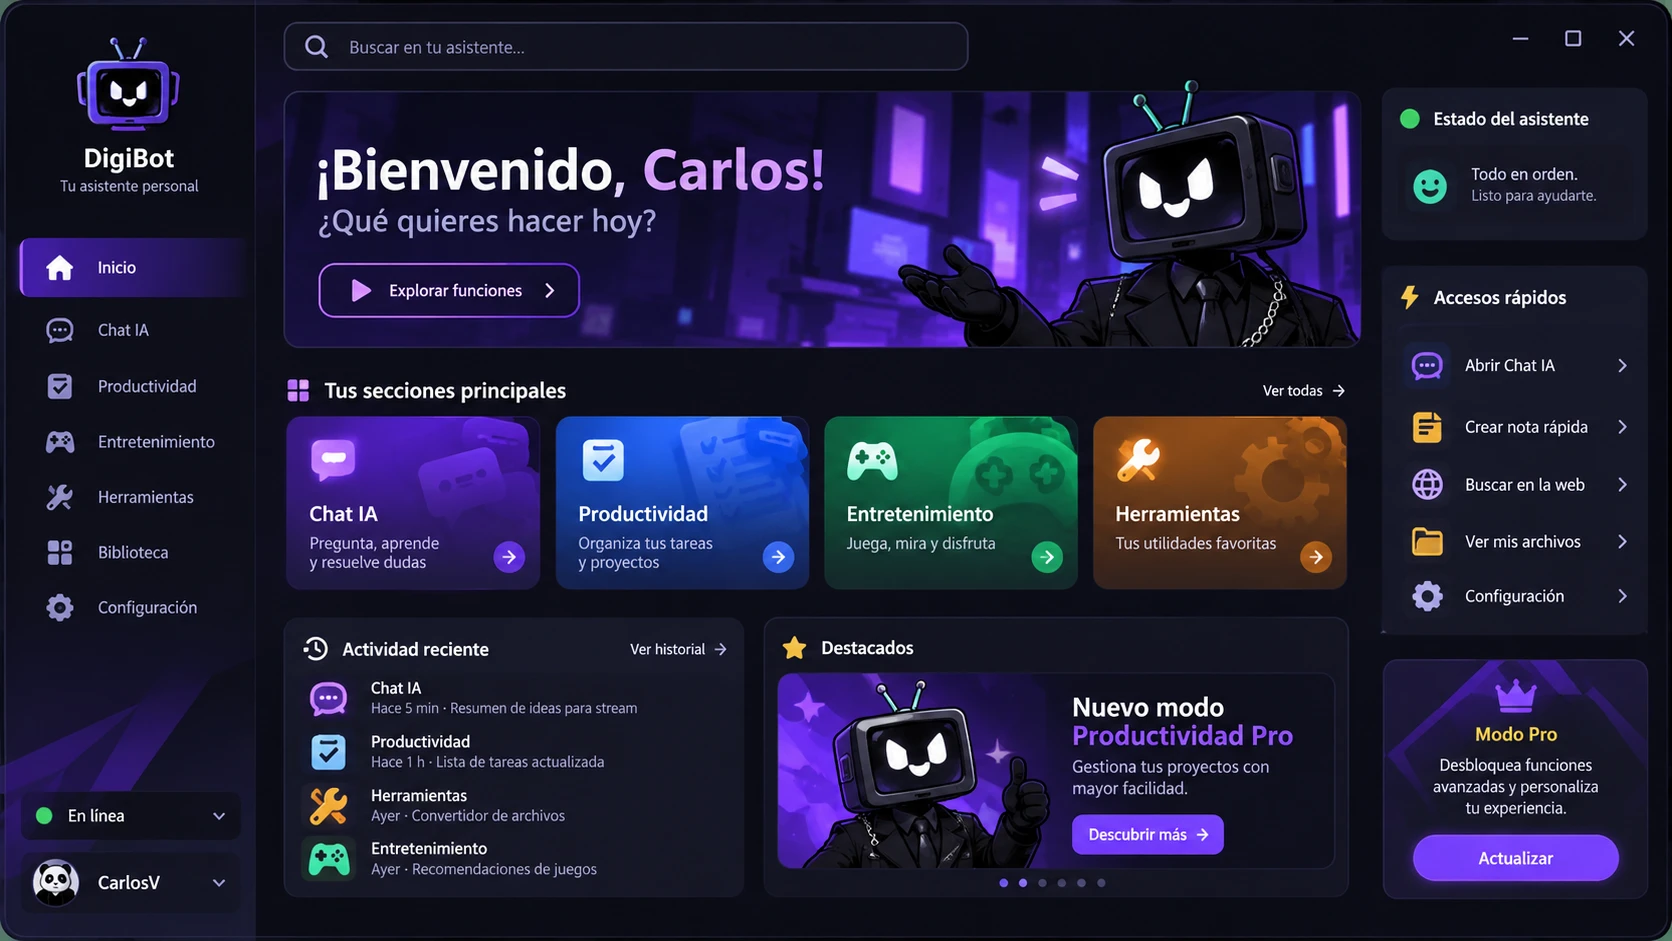 DigiBot
Tu asistente personal
Inicio
Chat IA
Productividad
Entretenimiento
Herramientas
Biblioteca
Configuración
En línea
CarlosV
Buscar en tu asistente...
¡Bienvenido, Carlos!
¿Qué quieres hacer hoy?
Explorar funciones
Tus secciones principales
Ver todas
Chat IA
Pregunta, aprende
y resuelve dudas
Productividad
Organiza tus tareas
y proyectos
Entretenimiento
Juega, mira y disfruta
Herramientas
Tus utilidades favoritas
Actividad reciente
Ver historial
Chat IA
Hace 5 min · Resumen de ideas para stream
Productividad
Hace 1 h · Lista de tareas actualizada
Herramientas
Ayer · Convertidor de archivos
Entretenimiento
Ayer · Recomendaciones de juegos
Destacados
Nuevo modo
Productividad Pro
Gestiona tus proyectos con
mayor facilidad.
Descubrir más
Estado del asistente
Todo en orden.
Listo para ayudarte.
Accesos rápidos
Abrir Chat IA
Crear nota rápida
Buscar en la web
Ver mis archivos
Configuración
Modo Pro
Desbloquea funciones
avanzadas y personaliza
tu experiencia.
Actualizar